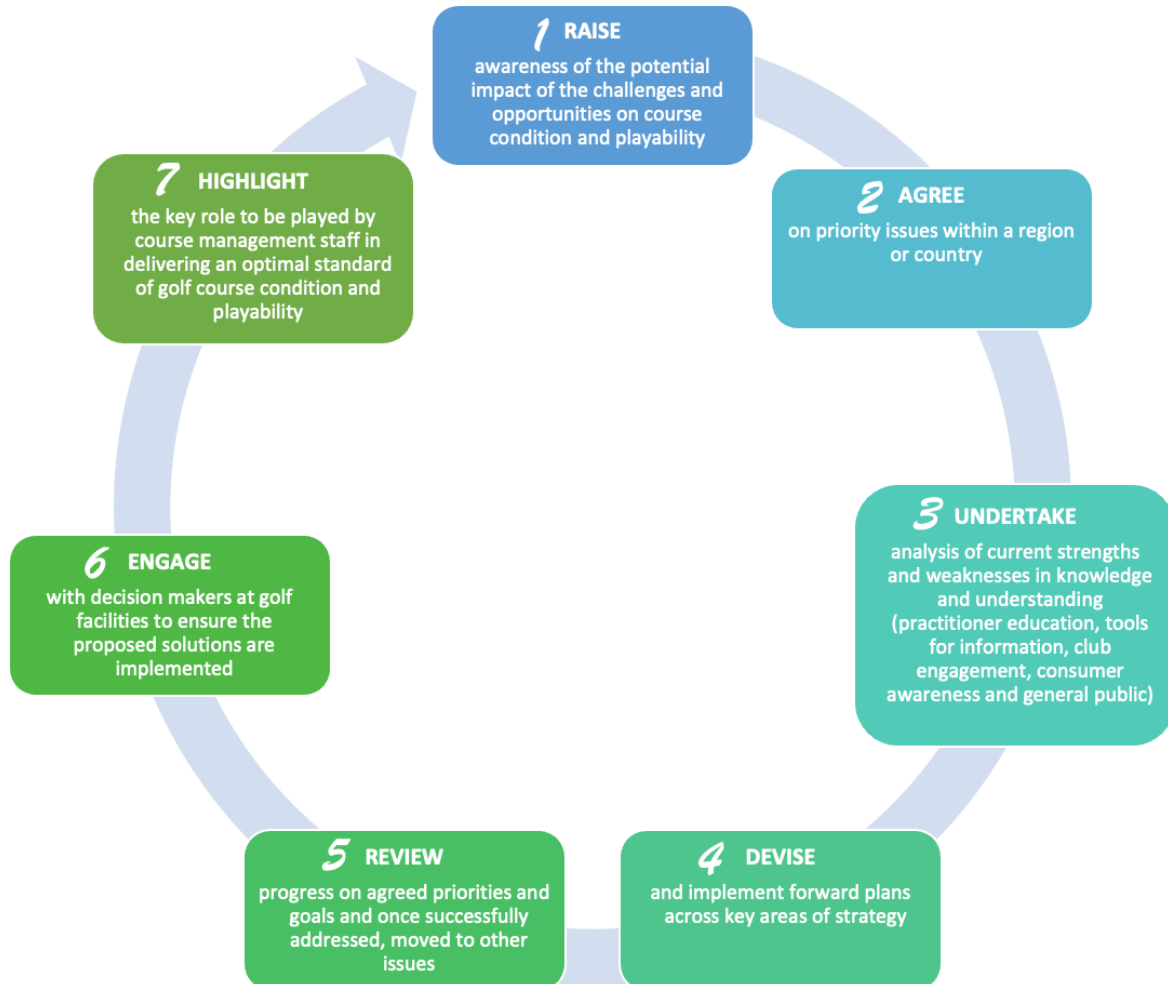 1 RAISE
awareness of the potential
impact of the challenges and
opportunities on course
condition and playability
2 AGREE
on priority issues within a region
or country
3 UNDERTAKE
analysis of current strengths
and weaknesses in knowledge
and understanding
(practitioner education, tools
for information, club
engagement, consumer
awareness and general public)
4 DEVISE
and implement forward plans
across key areas of strategy
5 REVIEW
progress on agreed priorities and
goals and once successfully
addressed, moved to other
issues
6 ENGAGE
with decision makers at golf
facilities to ensure the
proposed solutions are
implemented
7 HIGHLIGHT
the key role to be played by
course management staff in
delivering an optimal standard
of golf course condition and
playability